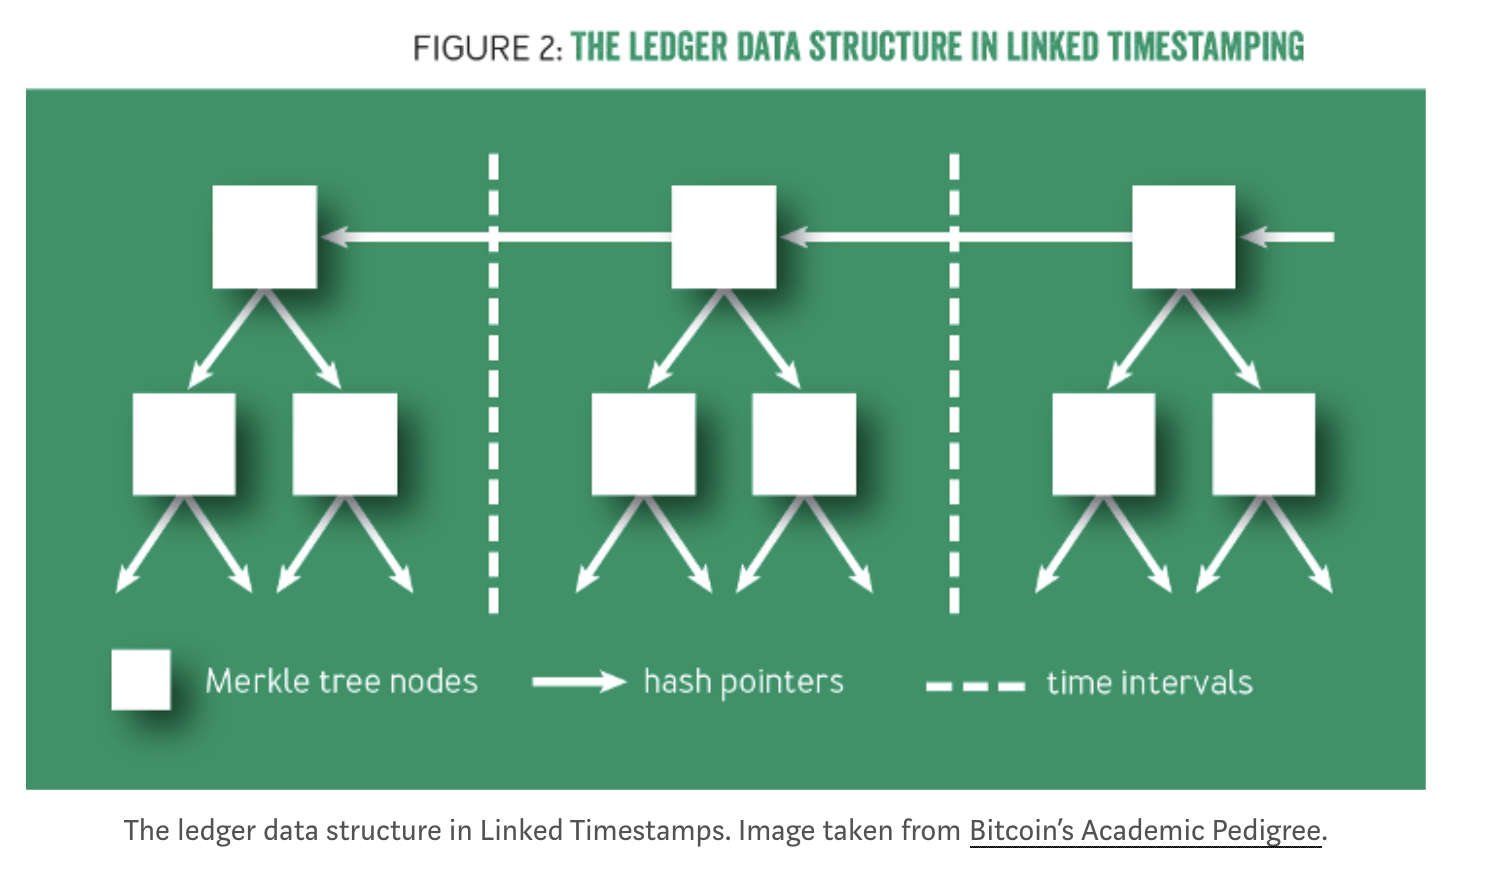 FIGURE 2: THE LEDGER DATA STRUCTURE IN LINKED TIMESTAMPING
Merkle tree nodes
hash pointers
time intervals
The ledger data structure in Linked Timestamps. Image taken from Bitcoin’s Academic Pedigree.